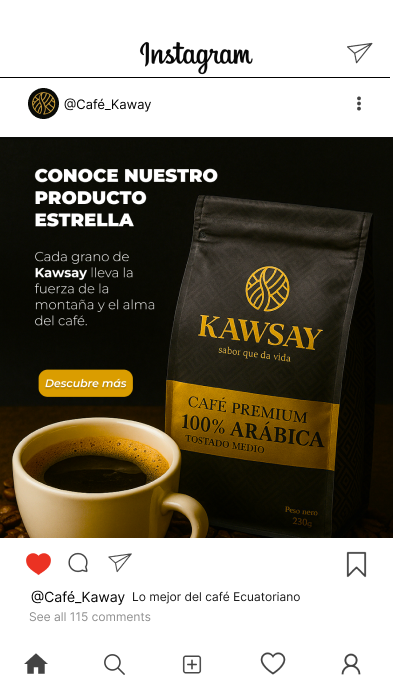 Instagram
@Café_Kaway
CONOCE NUESTRO
PRODUCTO
ESTRELLA
Cada grano de
Kawsay lleva la
fuerza de la
montaña y el alma
del café.
Descubre más
KAWSAY
sabor que da vida
CAFÉ PREMIUM
100% ARÁBICA
TOSTADO MEDIO
Peso neto
230g
@Café_Kaway Lo mejor del café Ecuatoriano
See all 115 comments